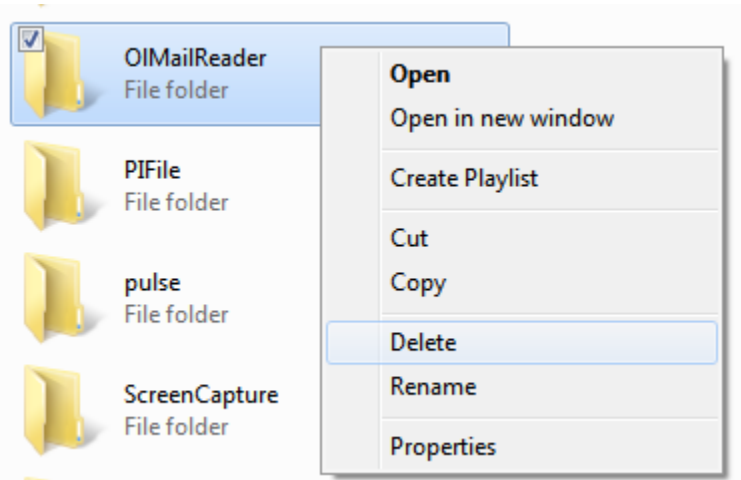 OIMailReader
File folder
PIFile
File folder
pulse
File folder
ScreenCapture
File folder
Open
Open in new window
Create Playlist
Cut
Copy
Delete
Rename
Properties